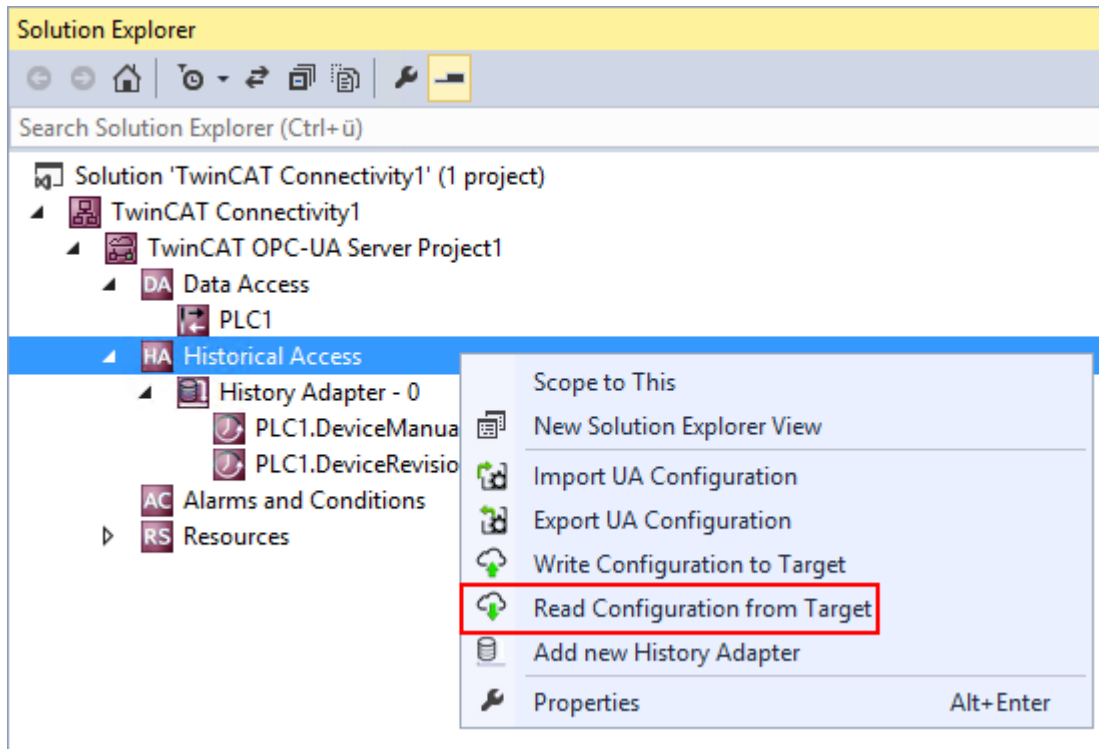 Solution Explorer
Search Solution Explorer (Ctrl+ü)
Solution 'TwinCAT Connectivity1' (1 project)
TwinCAT Connectivity1
TwinCAT OPC-UA Server Project1
DA Data Access
PLC1
HA Historical Access
History Adapter - 0
PLC1.DeviceManua
PLC1.DeviceRevisio
AC Alarms and Conditions
RS Resources
Scope to This
New Solution Explorer View
Import UA Configuration
Export UA Configuration
Write Configuration to Target
Read Configuration from Target
Add new History Adapter
Properties Alt+Enter